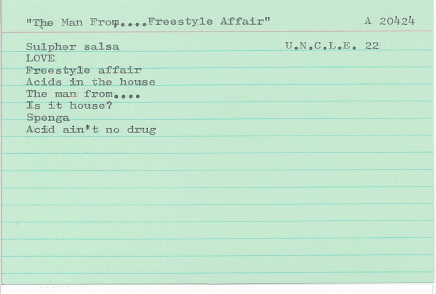 "The Man From....Freestyle Affair" A 20424
Sulpher salsa U.N.C.L.E. 22
LOVE
Freestyle affair
Acids in the house
The man from....
Is it house?
Spenga
Acid ain't no drug